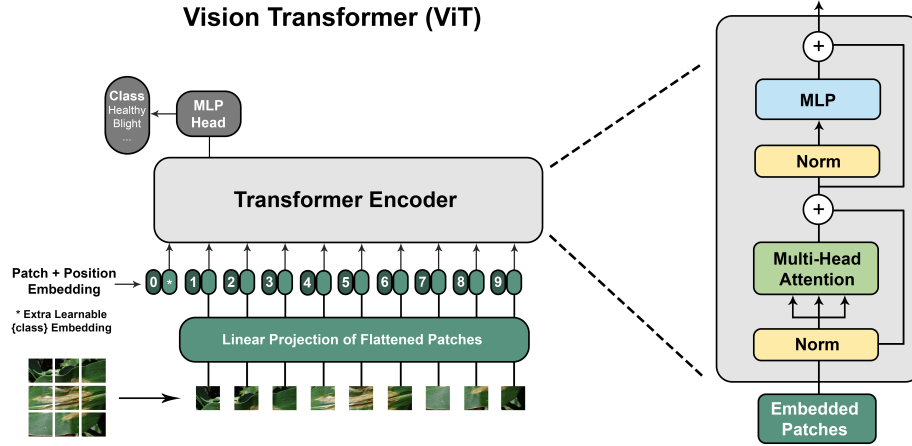 Vision Transformer (ViT)
Class
Healthy
Blight
...
MLP
Head
Transformer Encoder
Patch + Position
Embedding
0 * 1 2 3 4 5 6 7 8 9
* Extra Learnable
{class} Embedding
Linear Projection of Flattened Patches
+
MLP
Norm
+
Multi-Head
Attention
Norm
Embedded
Patches